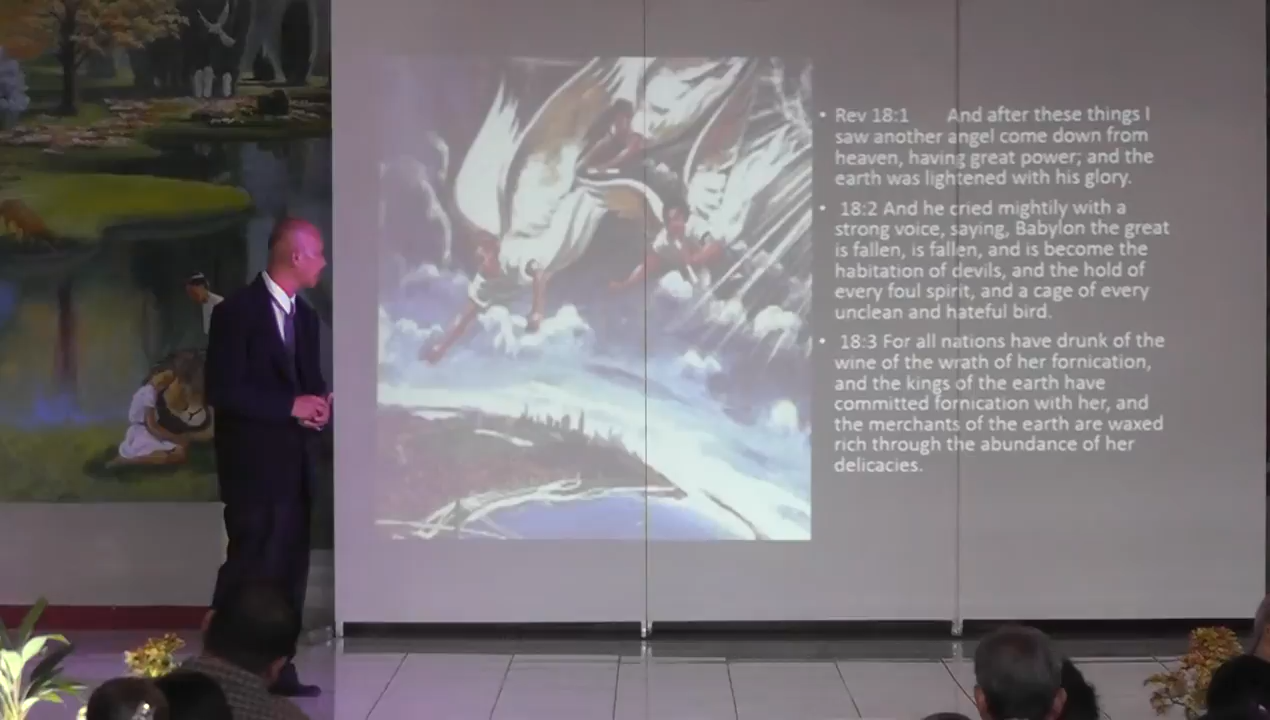 • Rev 18:1 And after these things I
saw another angel come down from
heaven, having great power; and the
earth was lightened with his glory.
• 18:2 And he cried mightily with a
strong voice, saying, Babylon the great
is fallen, is fallen, and is become the
habitation of devils, and the hold of
every foul spirit, and a cage of every
unclean and hateful bird.
• 18:3 For all nations have drunk of the
wine of the wrath of her fornication,
and the kings of the earth have
committed fornication with her, and
the merchants of the earth are waxed
rich through the abundance of her
delicacies.